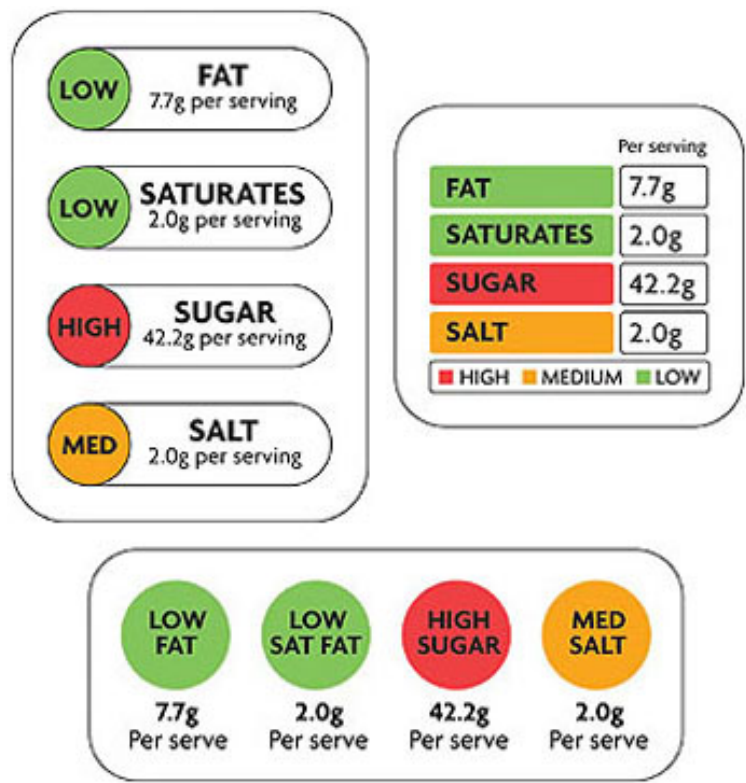 LOW
FAT
7.7g per serving
LOW
SATURATES
2.0g per serving
HIGH
SUGAR
42.2g per serving
MED
SALT
2.0g per serving
Per serving
FAT 7.7g
SATURATES 2.0g
SUGAR 42.2g
SALT 2.0g
HIGH MEDIUM LOW
LOW FAT
7.7g
Per serve
LOW SAT FAT
2.0g
Per serve
HIGH SUGAR
42.2g
Per serve
MED SALT
2.0g
Per serve